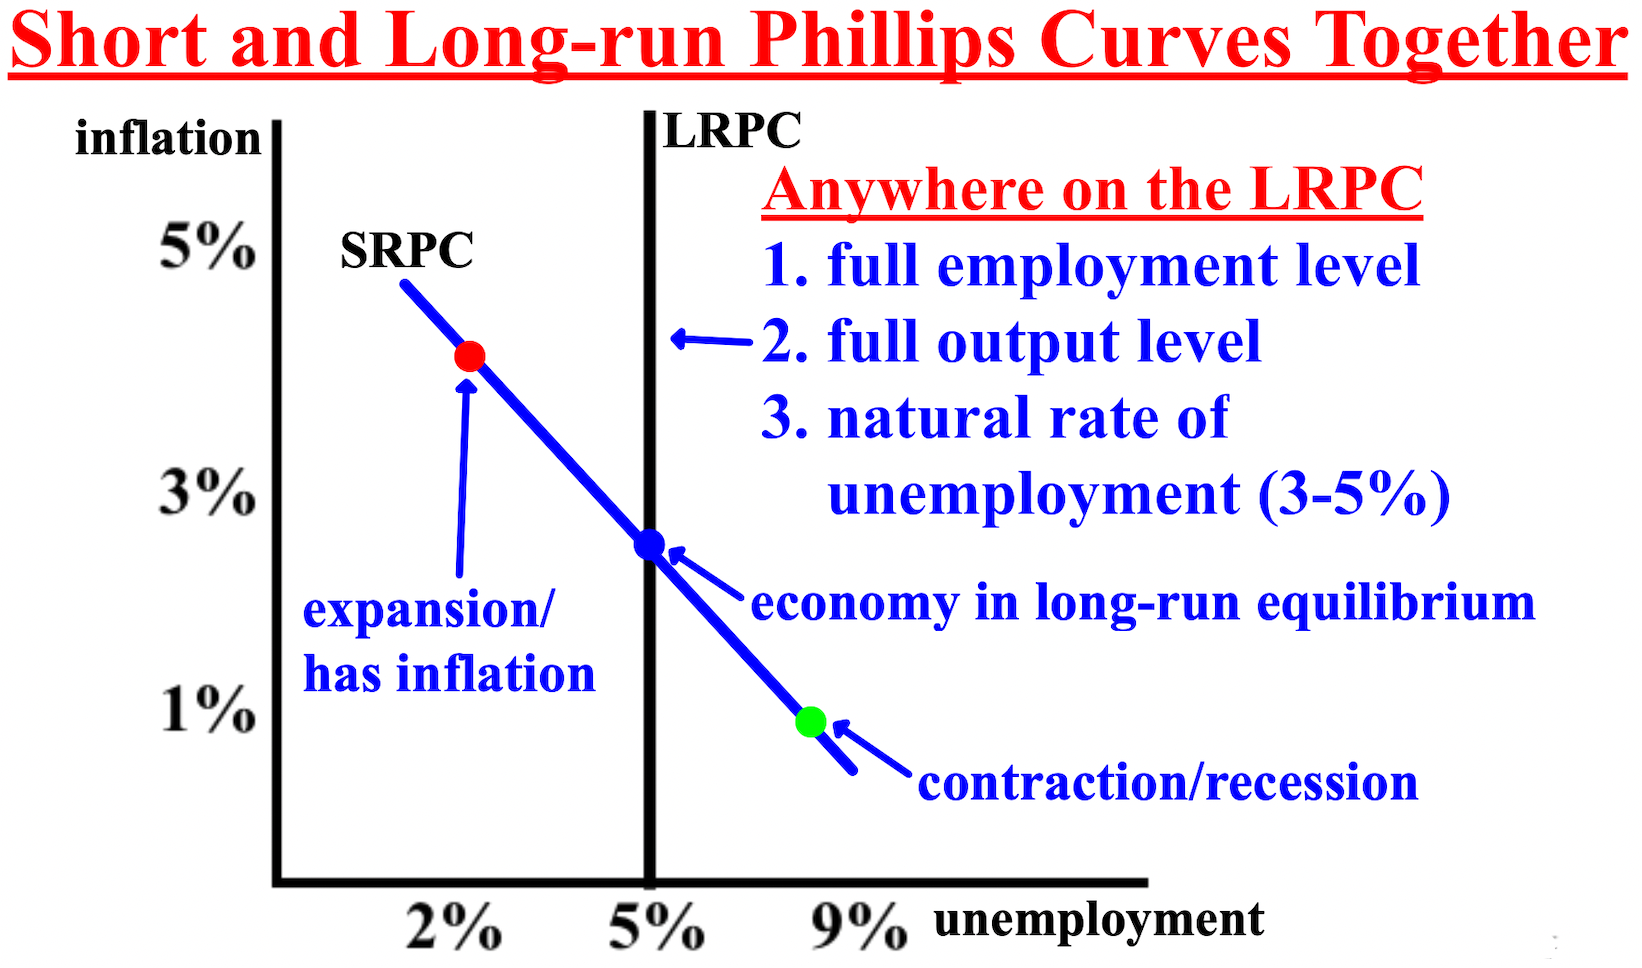 Short and Long-run Phillips Curves Together
inflation
LRPC
Anywhere on the LRPC
5%
SRPC
1. full employment level
2. full output level
3. natural rate of
unemployment (3-5%)
3%
economy in long-run equilibrium
expansion/
has inflation
1%
contraction/recession
2%
5%
9%
unemployment